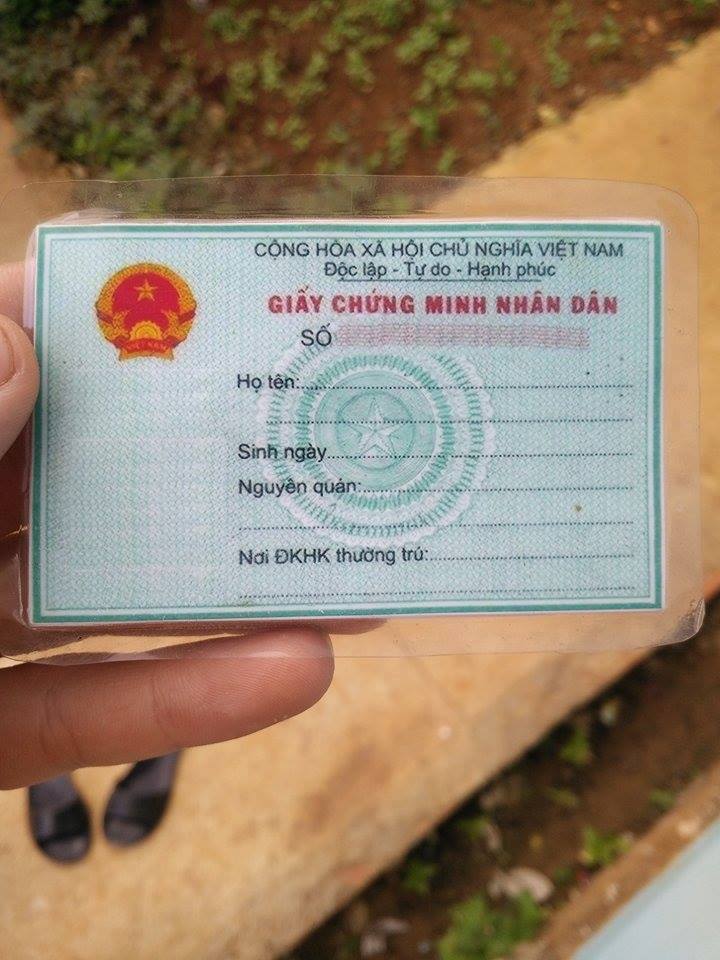 CỘNG HÒA XÃ HỘI CHỦ NGHĨA VIỆT NAM
Độc lập - Tự do - Hạnh phúc
GIẤY CHỨNG MINH NHÂN DÂN
SỐ
VIỆT NAM
Họ tên:
Sinh ngày
Nguyên quán:
Nơi ĐKHK thường trú: